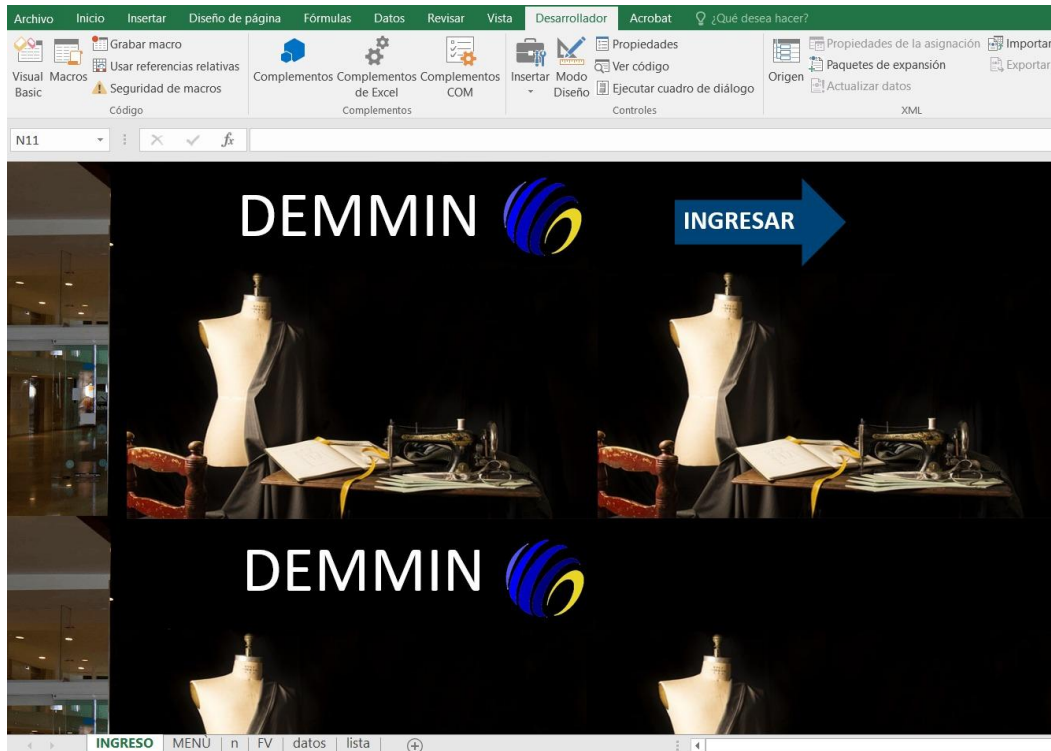 Archivo Inicio Insertar Diseño de página Fórmulas Datos Revisar Vista Desarrollador Acrobat ¿Qué desea hacer?
Visual Basic
Macros
Grabar macro
Usar referencias relativas
Seguridad de macros
Código
Complementos
Complementos de Excel
Complementos COM
Complementos
Insertar
Modo Diseño
Propiedades
Ver código
Ejecutar cuadro de diálogo
Controles
Origen
Propiedades de la asignación
Paquetes de expansión
Actualizar datos
Importar
Exportar
XML
N11
fx
DEMMIN
INGRESAR
DEMMIN
INGRESO MENÚ n FV datos lista